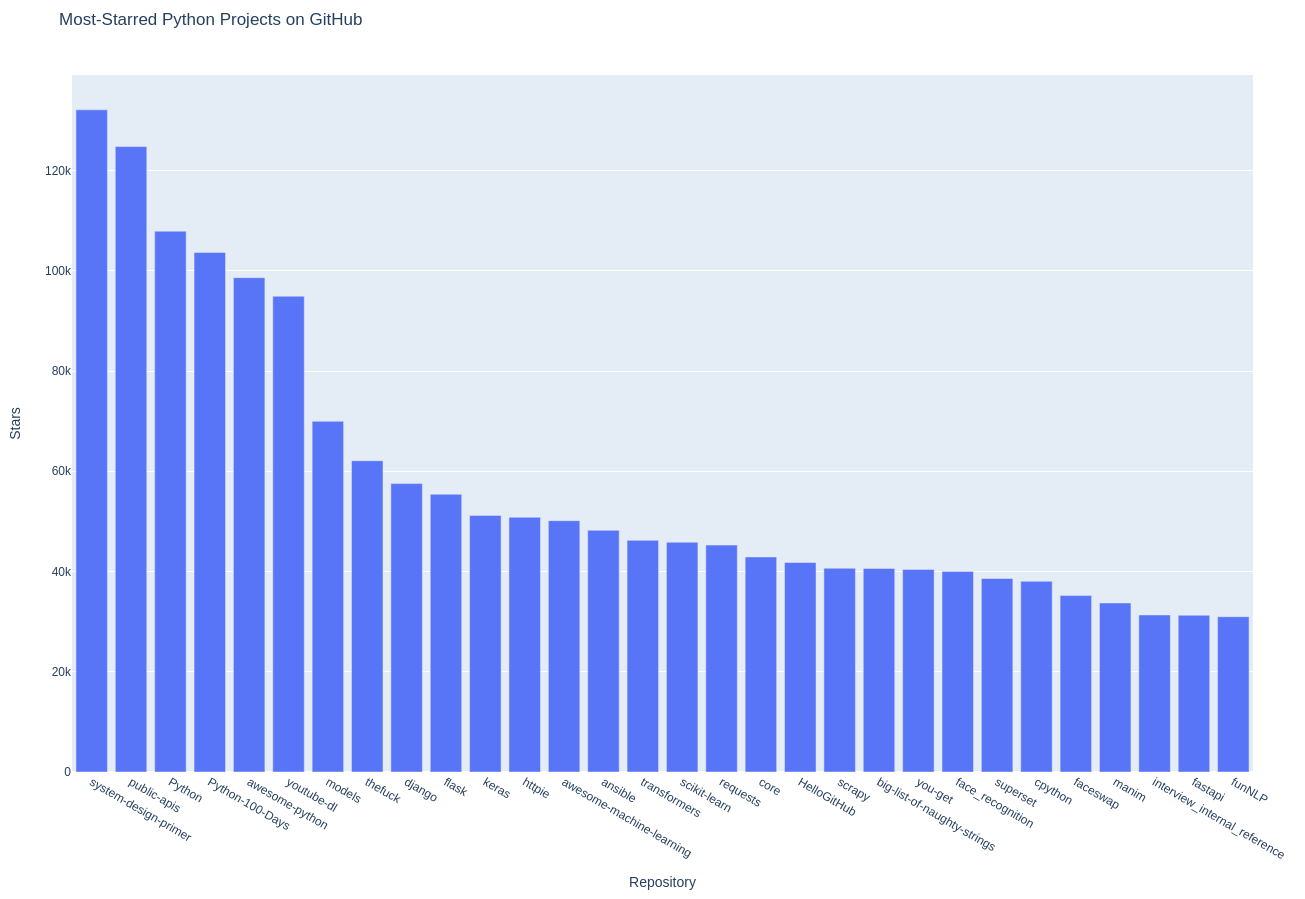 Most-Starred Python Projects on GitHub
Stars
120k
100k
80k
60k
40k
20k
0
system-design-primer
public-apis
Python
Python-100-Days
awesome-python
youtube-dl
models
thefuck
django
flask
keras
httpie
awesome-machine-learning
ansible
transformers
scikit-learn
requests
core
HelloGitHub
scrapy
big-list-of-naughty-strings
you-get
face_recognition
superset
cpython
faceswap
manim
interview_internal_reference
fastapi
funNLP
Repository